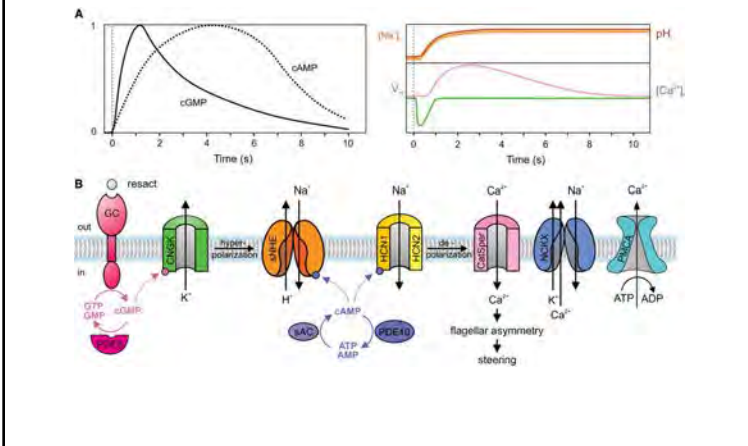 A
1
0
cAMP
cGMP
0 2 4 6 8 10
Time (s)
[Na⁺]ᵢ
pHᵢ
Vₘ
[Ca²⁺]ᵢ
0 2 4 6 8 10
Time (s)
B
resact
GC
out
in
GTP
GMP
cGMP
PDE5
CNGK
K⁺
hyper-
polarization
Na⁺
sNHE
H⁺
cAMP
sAC
ATP
AMP
PDE10
Na⁺
HCN1
HCN2
de -
polarization
Ca²⁺
CatSper
Ca²⁺
flagellar asymmetry
steering
Na⁺
NCKX
K⁺
Ca²⁺
Ca²⁺
PMCA
ATP ADP